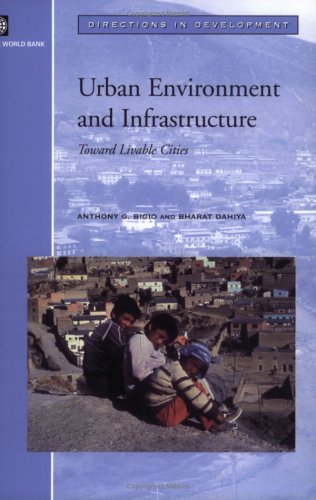 DIRECTIONS IN DEVELOPMENT
WORLD BANK
Urban Environment
and Infrastructure
Toward Livable Cities
ANTHONY G. BIGIO AND BHARAT DAHIYA